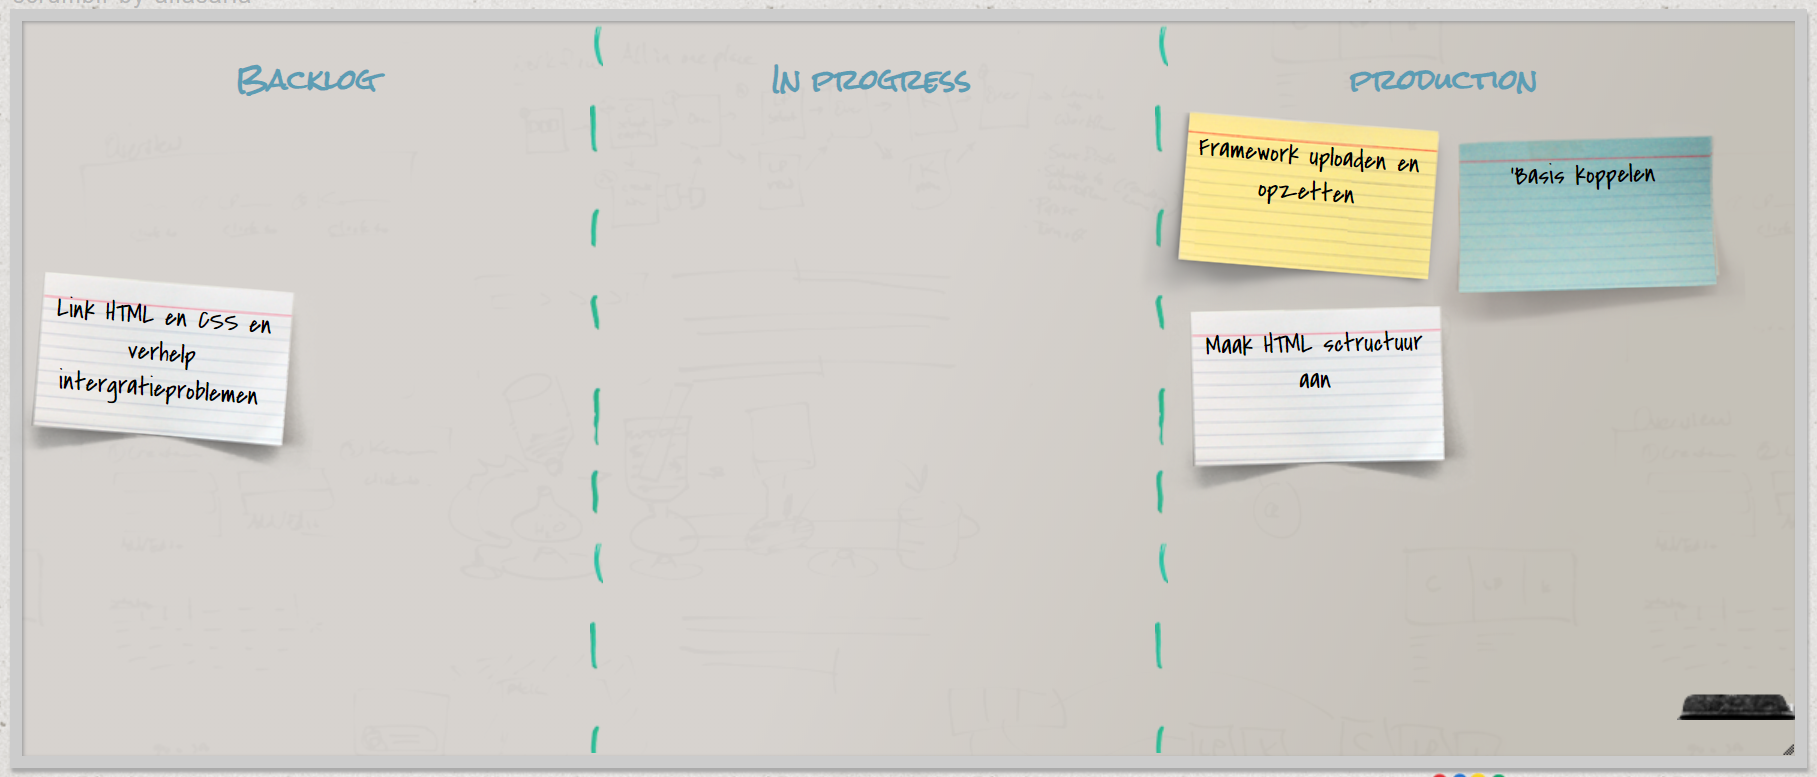 Backlog
In progress
production
Framework uploaden en
opzetten
'Basis koppelen
Link HTML en CSS en
verhelp
intergratieproblemen
Maak HTML sctructuur
aan